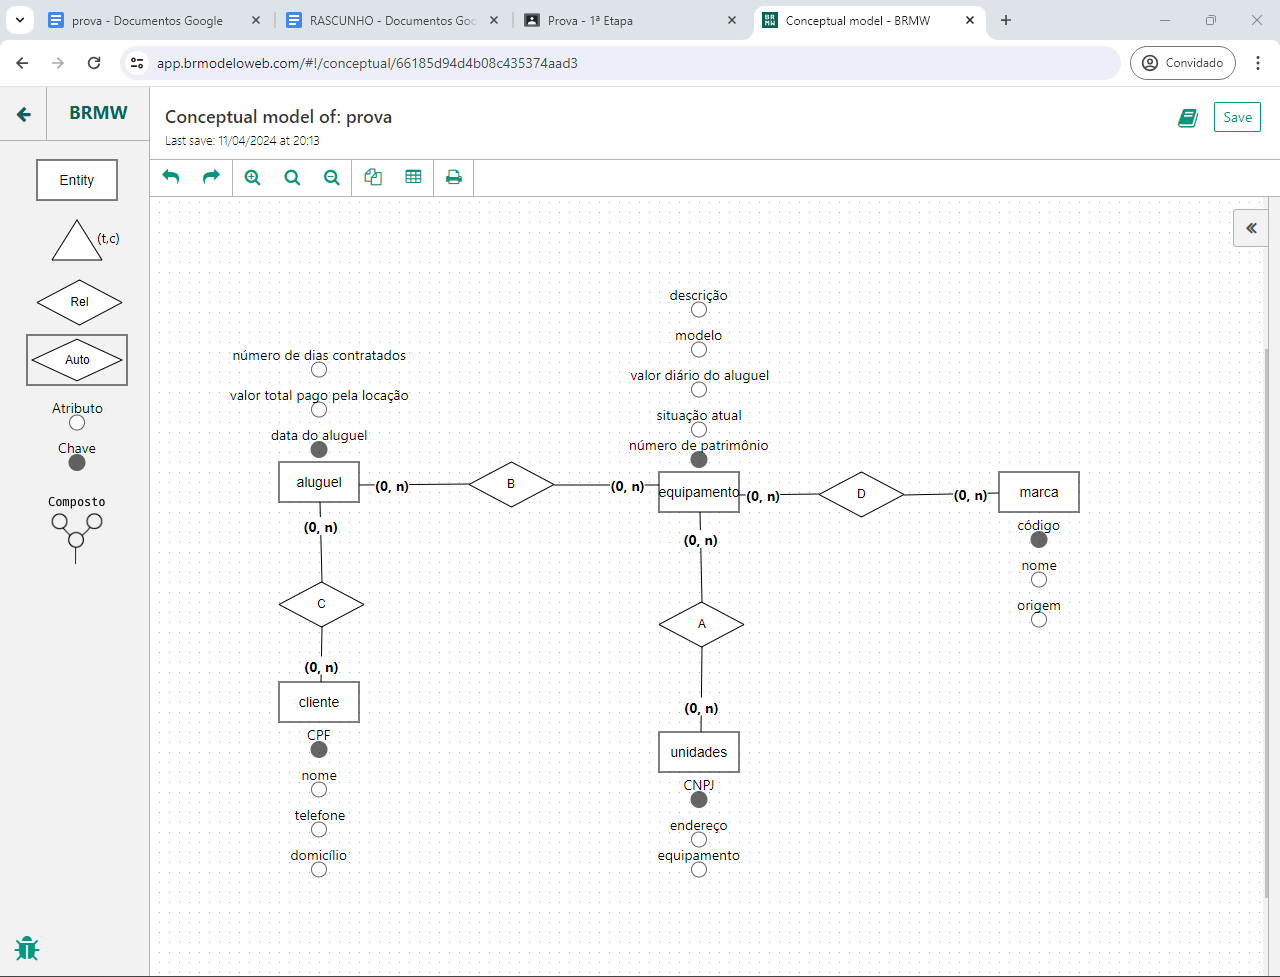 prova - Documentos Google
RASCUNHO - Documentos Goo
Prova - 1ª Etapa
Conceptual model - BRMW
app.brmodeloweb.com/#!/conceptual/66185d94d4b08c435374aad3
Convidado
BRMW
Conceptual model of: prova
Last save: 11/04/2024 at 20:13
Save
Entity
(t,c)
Rel
Auto
Atributo
Chave
Composto
descrição
modelo
número de dias contratados
valor diário do aluguel
valor total pago pela locação
situação atual
data do aluguel
número de patrimônio
aluguel
(0, n)
B
(0, n)
equipamento
(0, n)
D
(0, n)
marca
(0, n)
(0, n)
código
nome
C
origem
A
(0, n)
cliente
(0, n)
CPF
unidades
nome
CNPJ
telefone
endereço
domicílio
equipamento